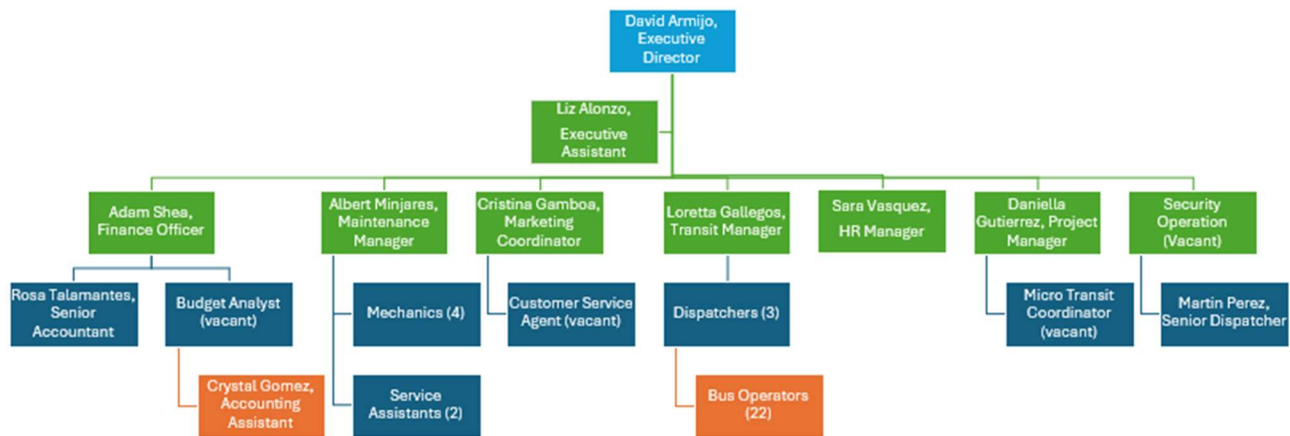 David Armijo,
Executive
Director
Liz Alonzo,
Executive
Assistant
Adam Shea,
Finance Officer
Albert Minjares,
Maintenance
Manager
Cristina Gamboa,
Marketing
Coordinator
Loretta Gallegos,
Transit Manager
Sara Vasquez,
HR Manager
Daniella
Gutierrez, Project
Manager
Security
Operation
(Vacant)
Rosa Talamantes,
Senior
Accountant
Budget Analyst
(vacant)
Mechanics (4)
Customer Service
Agent (vacant)
Dispatchers (3)
Micro Transit
Coordinator
(vacant)
Martin Perez,
Senior Dispatcher
Crystal Gomez,
Accounting
Assistant
Service
Assistants (2)
Bus Operators
(22)